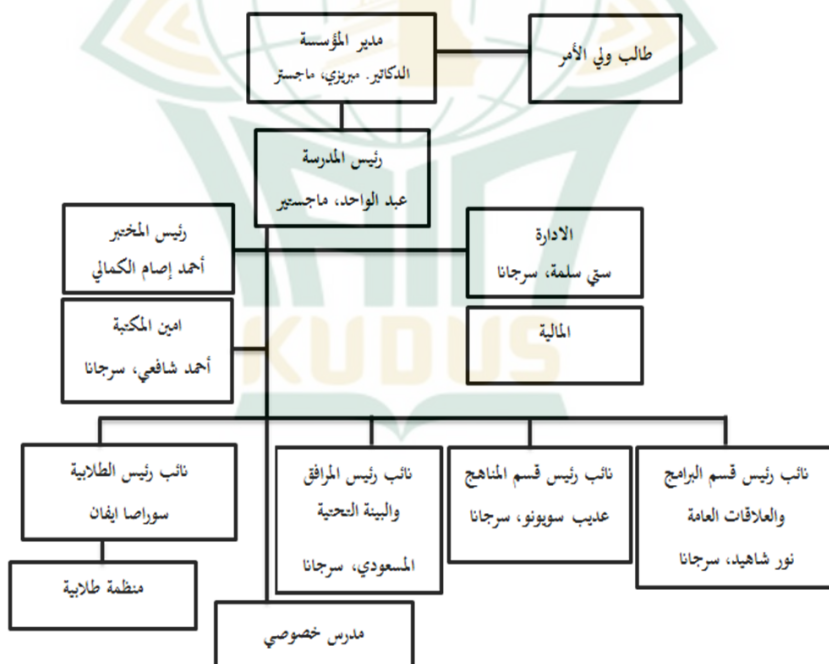 مدير المؤسسة
الدكاتير. مبريزي، ماجستر
طالب ولي الأمر
رئيس المدرسة
عبد الواحد، ماجستير
رئيس المختبر
أحمد إصام الكمالي
الادارة
ستي سلمة، سرجانا
امين المكتبة
أحمد شافعي، سرجانا
المالية
KUDUS
نائب رئيس قسم البرامج
والعلاقات العامة
نور شاهيد، سرجانا
نائب رئيس قسم المناهج
عديب سويونو، سرجانا
نائب رئيس المرافق
والبينة التحتية
المسعودي، سرجانا
نائب رئيس الطلابية
سوراصا ايفان
منظمة طلابية
مدرس خصوصي